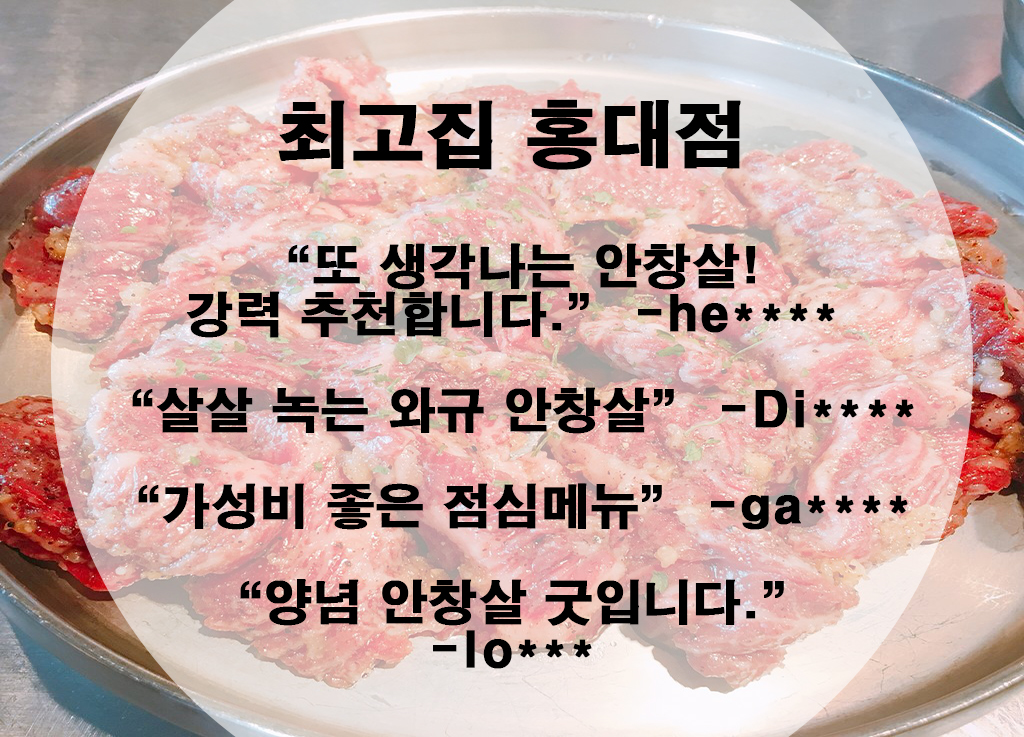 최고집 홍대점
“또 생각나는 안창살!
강력 추천합니다.” -he****
“살살 녹는 와규 안창살” -Di****
“가성비 좋은 점심메뉴” -ga****
“양념 안창살 굿입니다.”
-lo***